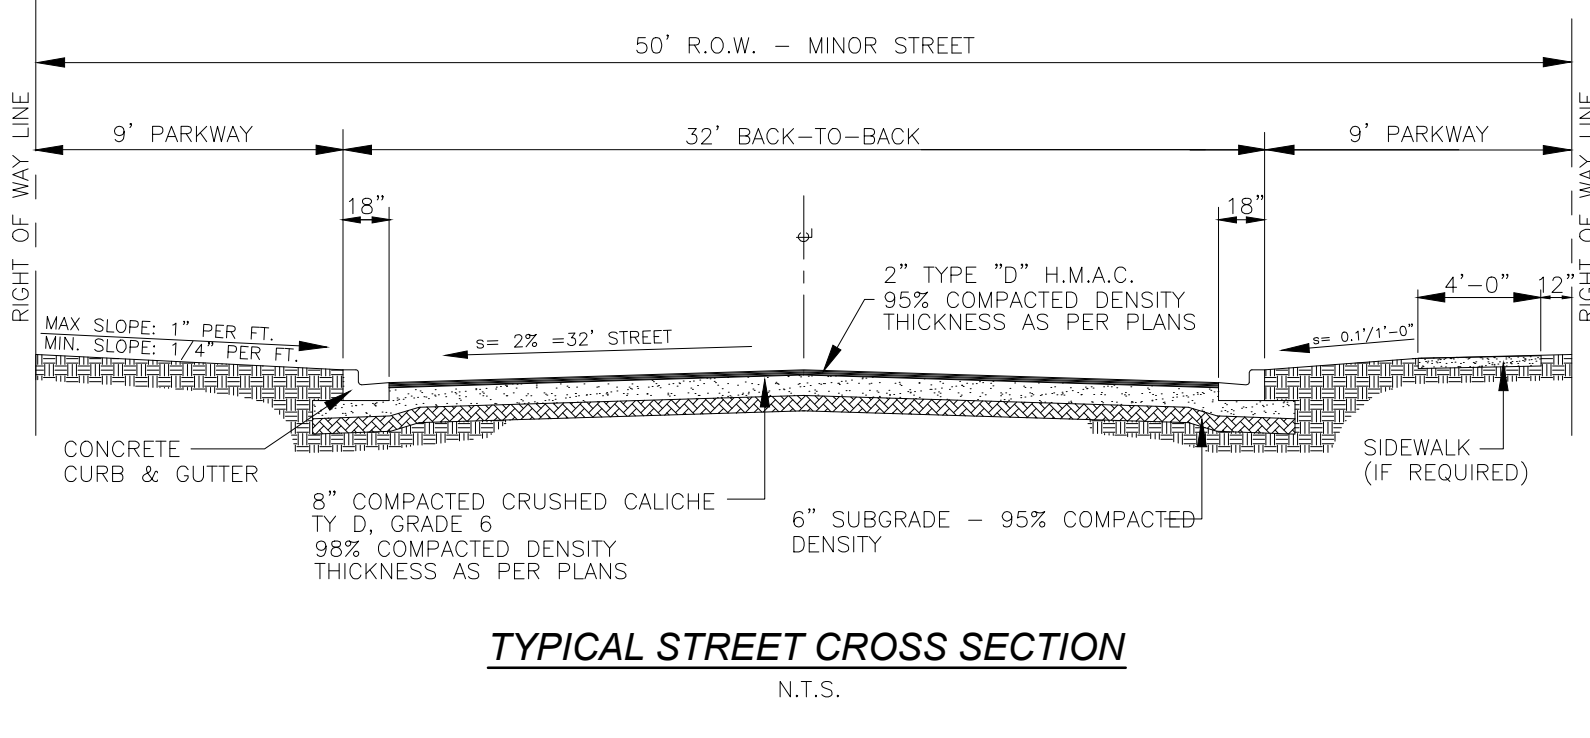 50' R.O.W. – MINOR STREET
RIGHT OF WAY LINE
9' PARKWAY
32' BACK–TO–BACK
9' PARKWAY
RIGHT OF WAY LINE
18"
18"
℄
2" TYPE "D" H.M.A.C.
95% COMPACTED DENSITY
THICKNESS AS PER PLANS
4'-0"
12"
MAX SLOPE: 1" PER FT.
MIN. SLOPE: 1/4" PER FT.
s= 2% =32' STREET
s= 0.1'/1'-0"
CONCRETE
CURB & GUTTER
SIDEWALK
(IF REQUIRED)
8" COMPACTED CRUSHED CALICHE
TY D, GRADE 6
98% COMPACTED DENSITY
THICKNESS AS PER PLANS
6" SUBGRADE – 95% COMPACTED
DENSITY
TYPICAL STREET CROSS SECTION
N.T.S.